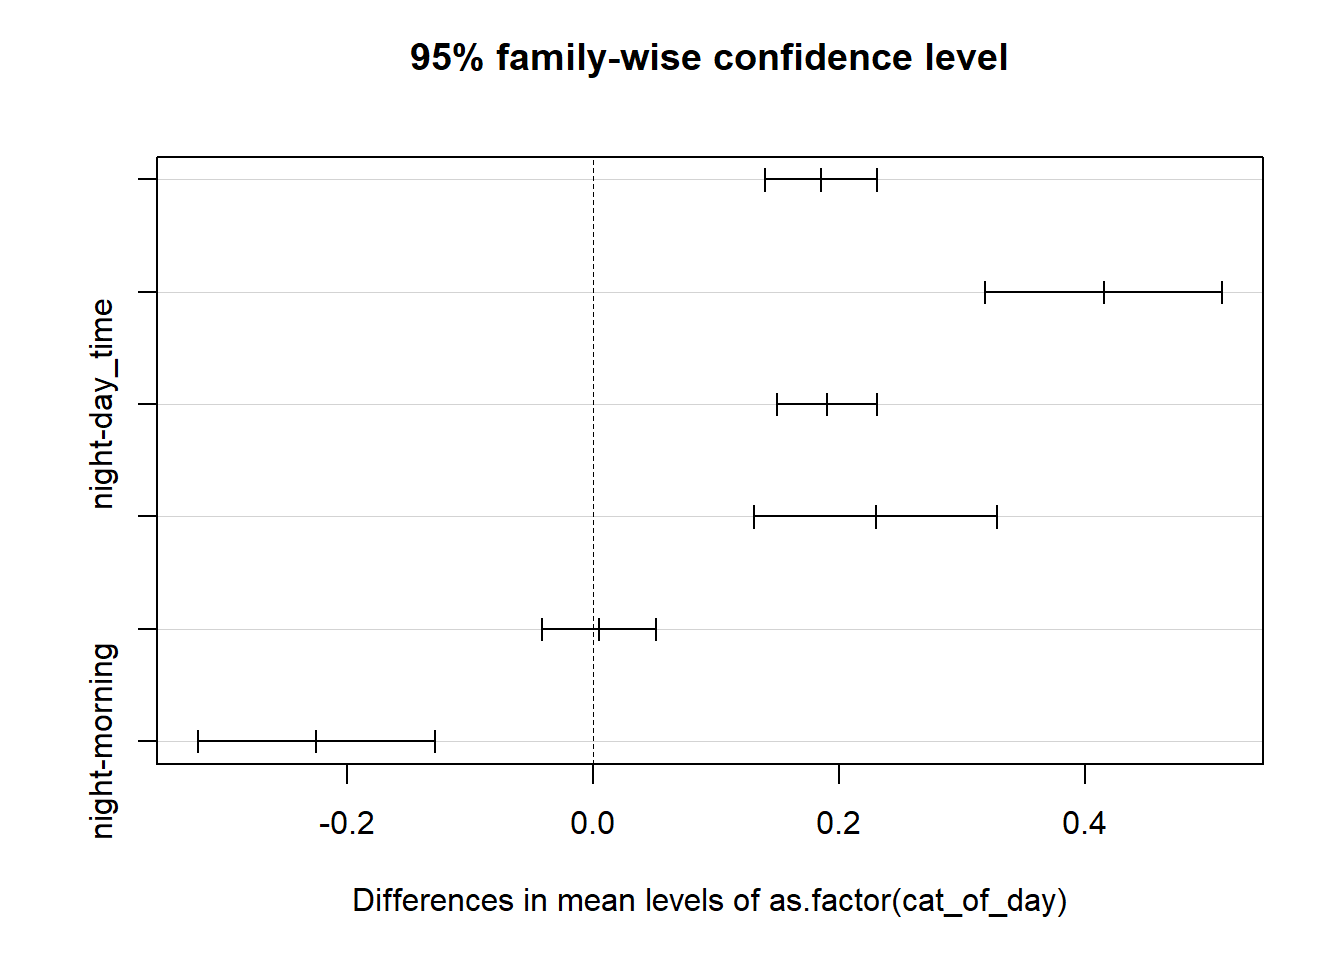 95% family-wise confidence level
night-day_time
night-morning
-0.2 0.0 0.2 0.4
Differences in mean levels of as.factor(cat_of_day)